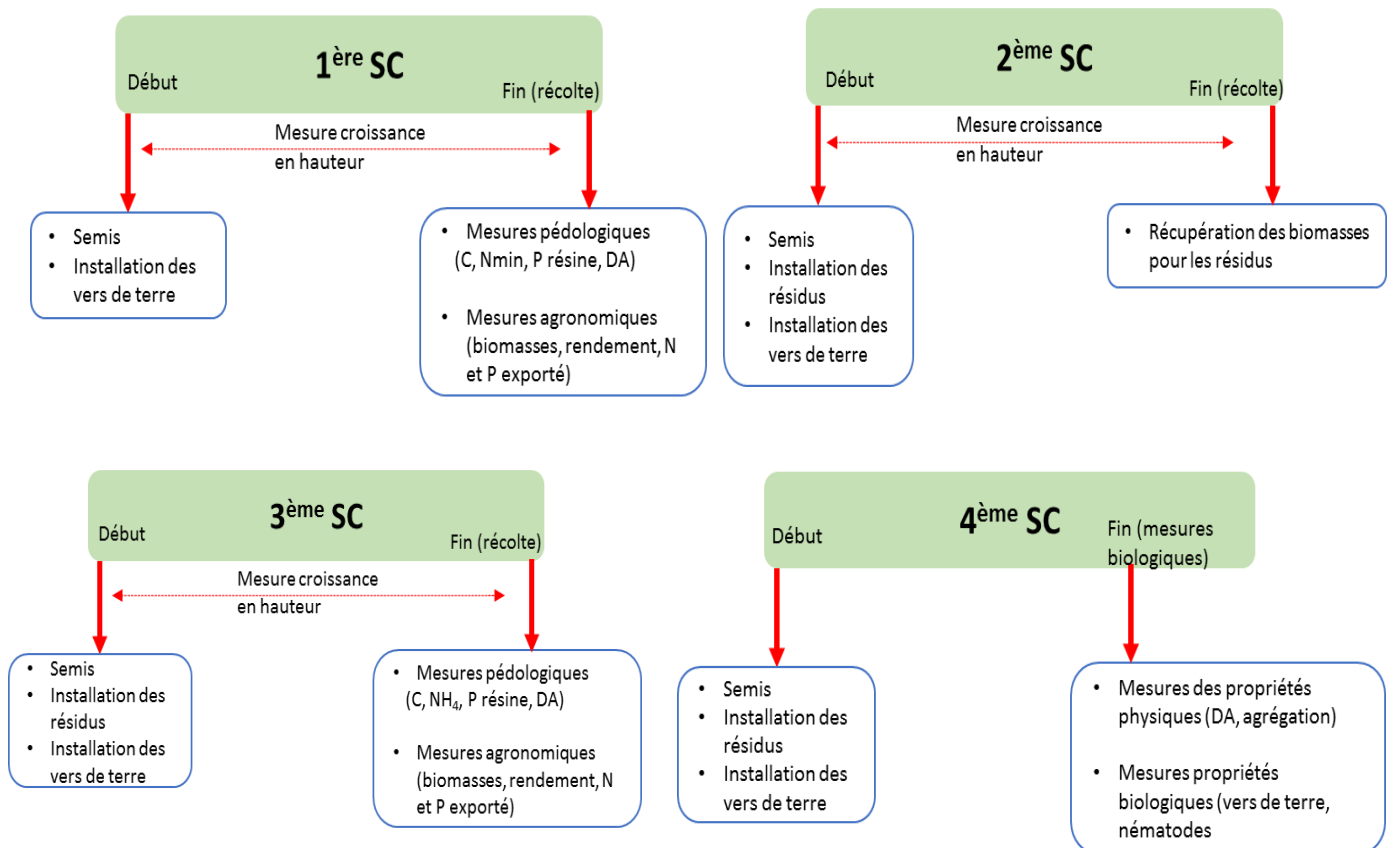 1ère SC
Début
Fin (récolte)
Mesure croissance
en hauteur
• Semis
• Installation des
vers de terre
• Mesures pédologiques
(C, Nmin, P résine, DA)
• Mesures agronomiques
(biomasses, rendement, N
et P exporté)
2ème SC
Début
Fin (récolte)
Mesure croissance
en hauteur
• Semis
• Installation des
résidus
• Installation des
vers de terre
• Récupération des biomasses
pour les résidus
3ème SC
Début
Fin (récolte)
Mesure croissance
en hauteur
• Semis
• Installation des
résidus
• Installation des
vers de terre
• Mesures pédologiques
(C, NH₄, P résine, DA)
• Mesures agronomiques
(biomasses, rendement, N
et P exporté)
4ème SC
Début
Fin (mesures
biologiques)
• Semis
• Installation des
résidus
• Installation des
vers de terre
• Mesures des propriétés
physiques (DA, agrégation)
• Mesures propriétés
biologiques (vers de terre,
nématodes